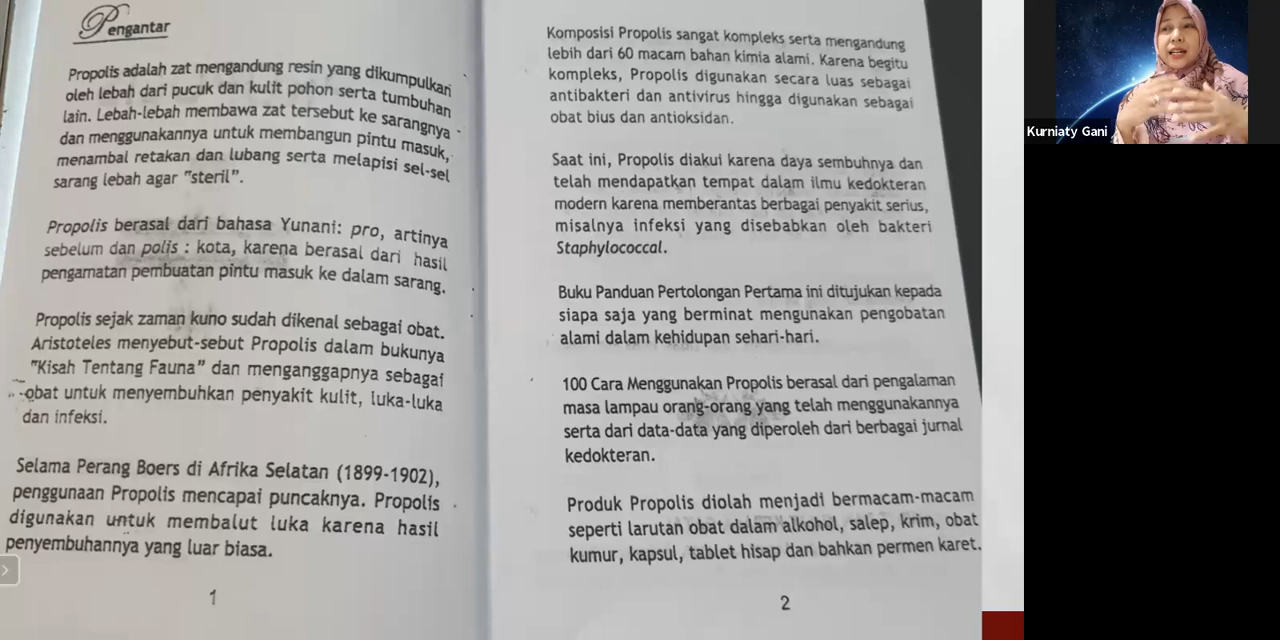 Pengantar
Propolis adalah zat mengandung resin yang dikumpulkan
oleh lebah dari pucuk dan kulit pohon serta tumbuhan
lain. Lebah-lebah membawa zat tersebut ke sarangnya
dan menggunakannya untuk membangun pintu masuk,
menambal retakan dan lubang serta melapisi sel-sel
sarang lebah agar "steril".
Propolis berasal dari bahasa Yunani: pro, artinya
sebelum dan polis : kota, karena berasal dari hasil
pengamatan pembuatan pintu masuk ke dalam sarang.
Propolis sejak zaman kuno sudah dikenal sebagai obat.
Aristoteles menyebut-sebut Propolis dalam bukunya
"Kisah Tentang Fauna" dan menganggapnya sebagai
obat untuk menyembuhkan penyakit kulit, luka-luka
dan infeksi.
Selama Perang Boers di Afrika Selatan (1899-1902),
penggunaan Propolis mencapai puncaknya. Propolis
digunakan untuk membalut luka karena hasil
penyembuhannya yang luar biasa.
1
Komposisi Propolis sangat kompleks serta mengandung
lebih dari 60 macam bahan kimia alami. Karena begitu
kompleks, Propolis digunakan secara luas sebagai
antibakteri dan antivirus hingga digunakan sebagai
obat bius dan antioksidan.
Saat ini, Propolis diakui karena daya sembuhnya dan
telah mendapatkan tempat dalam ilmu kedokteran
modern karena memberantas berbagai penyakit serius,
misalnya infeksi yang disebabkan oleh bakteri
Staphylococcal.
Buku Panduan Pertolongan Pertama ini ditujukan kepada
siapa saja yang berminat mengunakan pengobatan
alami dalam kehidupan sehari-hari.
100 Cara Menggunakan Propolis berasal dari pengalaman
masa lampau orang-orang yang telah menggunakannya
serta dari data-data yang diperoleh dari berbagai jurnal
kedokteran.
Produk Propolis diolah menjadi bermacam-macam
seperti larutan obat dalam alkohol, salep, krim, obat
kumur, kapsul, tablet hisap dan bahkan permen karet.
2
Kurniaty Gani